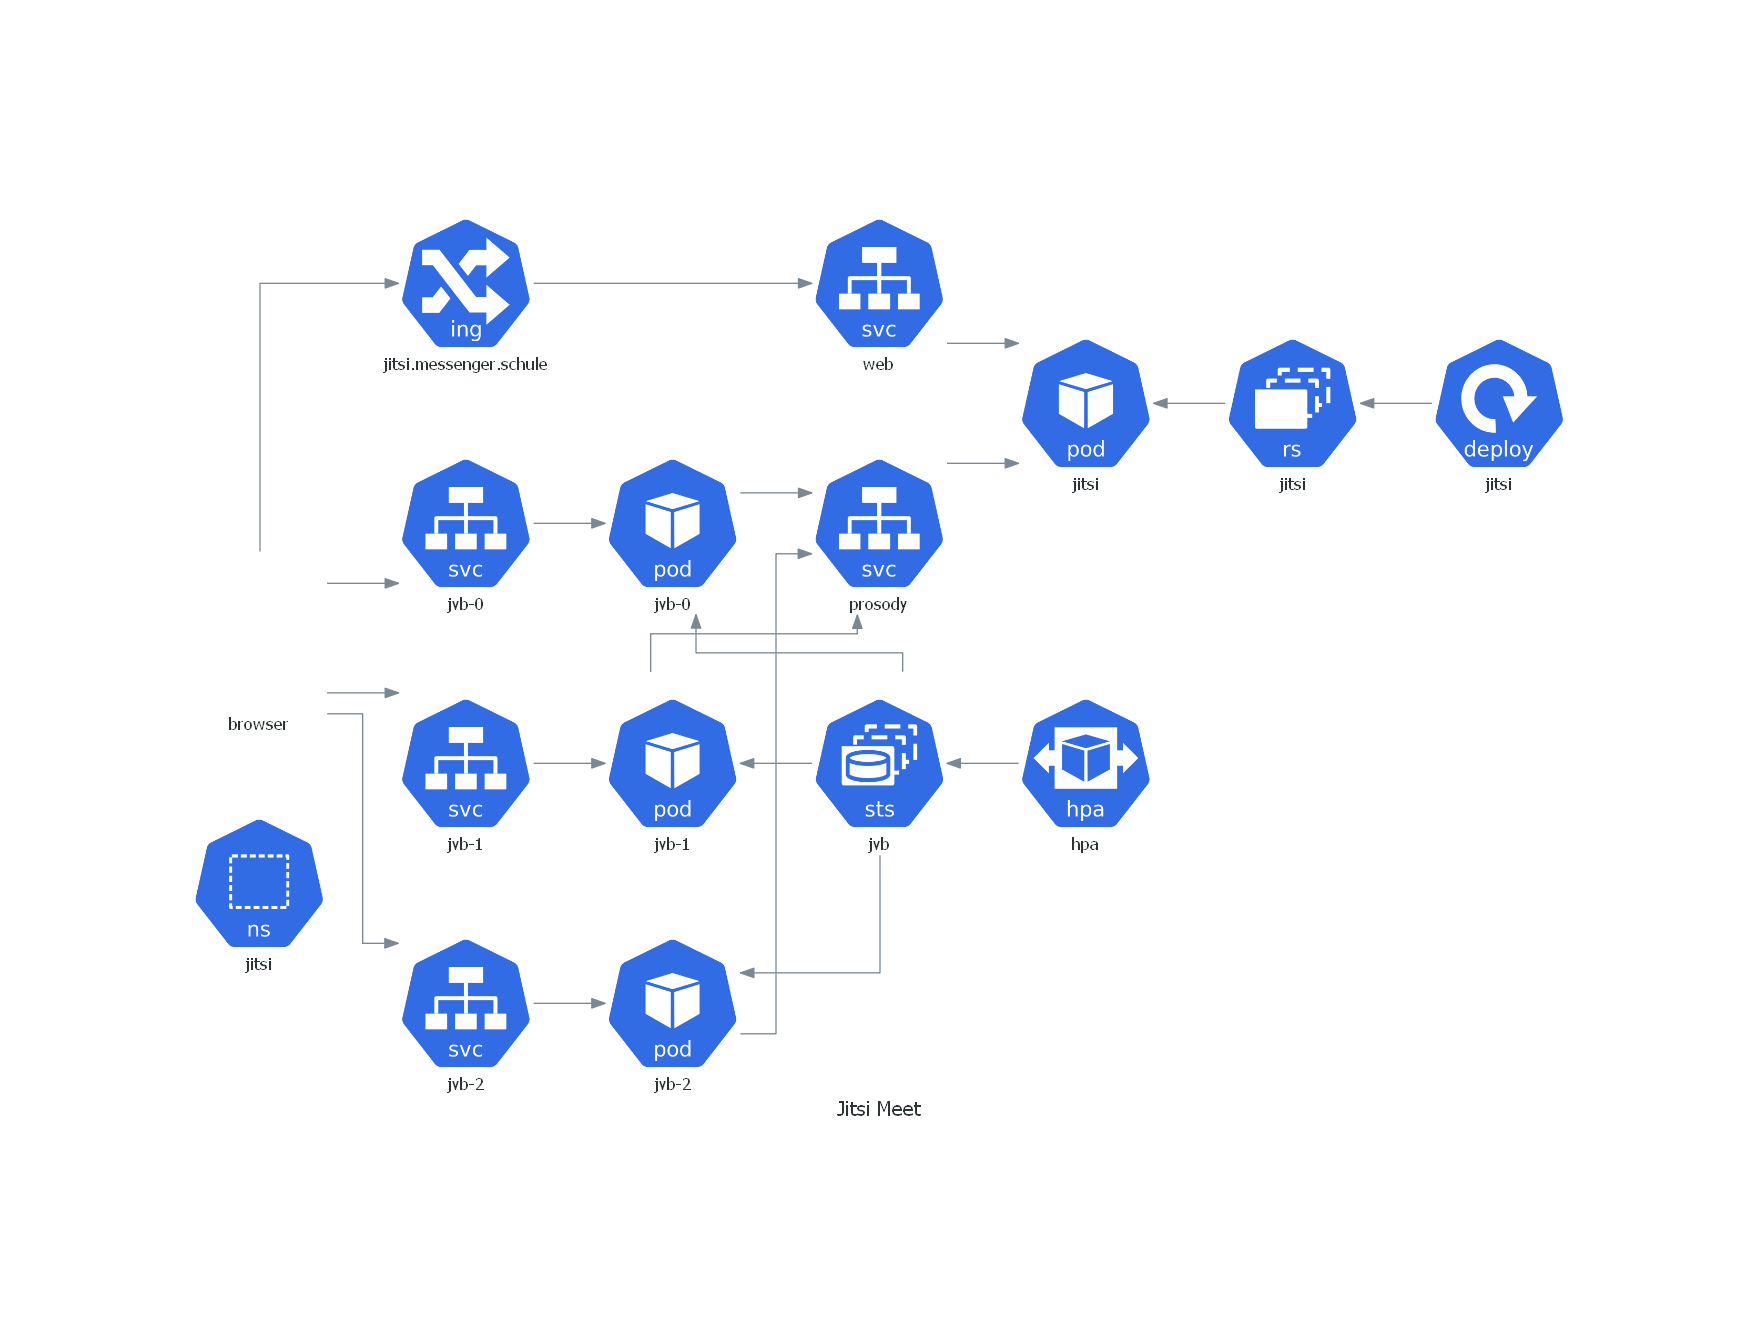 ing
jitsi.messenger.schule
svc
web
pod
jitsi
rs
jitsi
deploy
jitsi
svc
jvb-0
pod
jvb-0
svc
prosody
browser
svc
jvb-1
pod
jvb-1
sts
jvb
hpa
hpa
ns
jitsi
svc
jvb-2
pod
jvb-2
Jitsi Meet